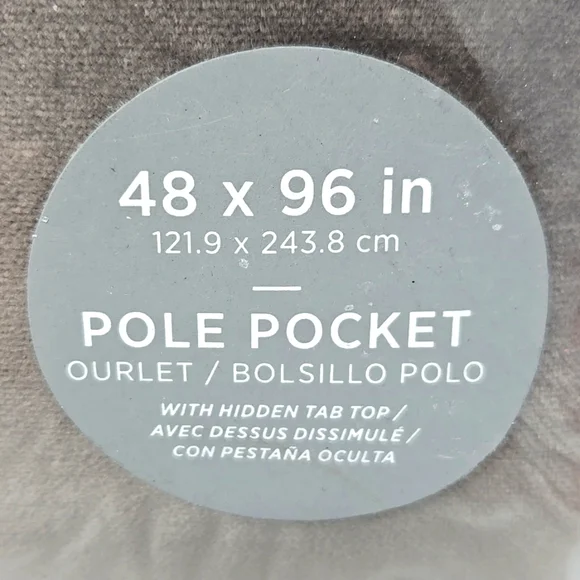 48 x 96 in
121.9 x 243.8 cm
POLE POCKET
OURLET / BOLSILLO POLO
WITH HIDDEN TAB TOP /
AVEC DESSUS DISSIMULÉ /
CON PESTAÑA OCULTA